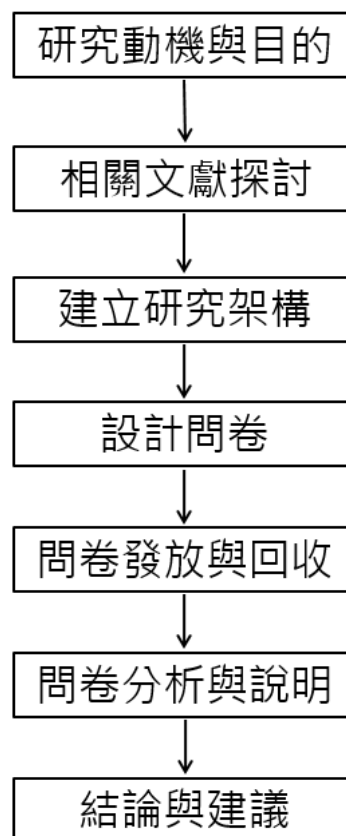 研究動機與目的
相關文獻探討
建立研究架構
設計問卷
問卷發放與回收
問卷分析與說明
結論與建議